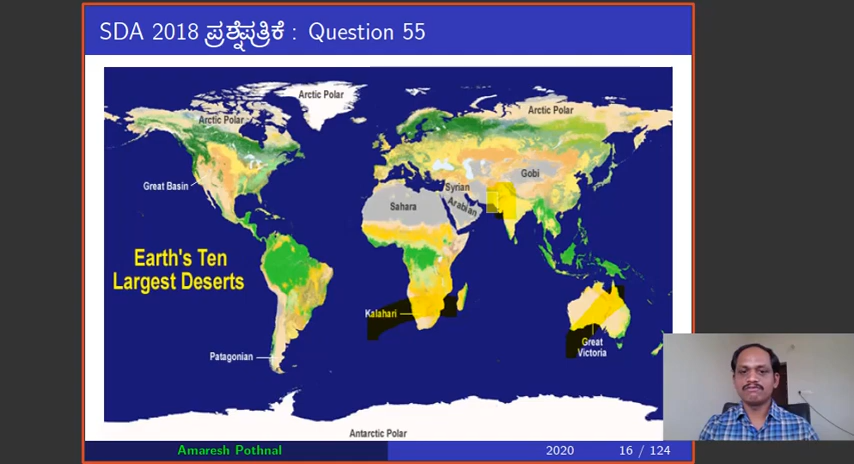 SDA 2018 ಪ್ರಶ್ನೆಪತ್ರಿಕೆ : Question 55
Arctic Polar
Arctic Polar
Arctic Polar
Gobi
Syrian
Great Basin
Sahara
Arabian
Earth's Ten
Largest Deserts
Kalahari
Great
Victoria
Patagonian
Antarctic Polar
Amaresh Pothnal 2020 16 / 124